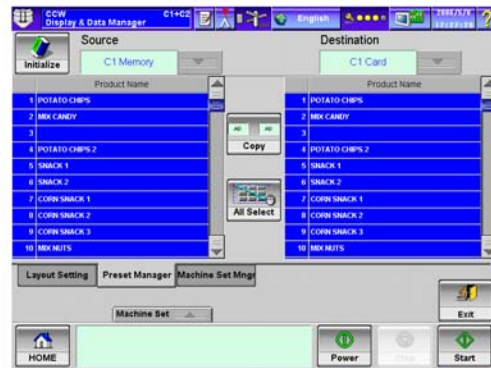 CCW
Display & Data Manager
C1+C2
English
Initialize
Source
Destination
C1 Memory
C1 Card
Product Name
Product Name
1 POTATO CHIPS
2 MIX CANDY
3
4 POTATO CHIPS 2
5 SNACK 1
6 SNACK 2
7 CORN SNACK 1
8 CORN SNACK 2
9 CORN SNACK 3
10 MIX NUTS
Copy
All Select
1 POTATO CHIPS
2 MIX CANDY
3
4 POTATO CHIPS 2
5 SNACK 1
6 SNACK 2
7 CORN SNACK 1
8 CORN SNACK 2
9 CORN SNACK 3
10 MIX NUTS
Layout Setting
Preset Manager
Machine Set Mngr
Machine Set
Exit
HOME
Power
Start